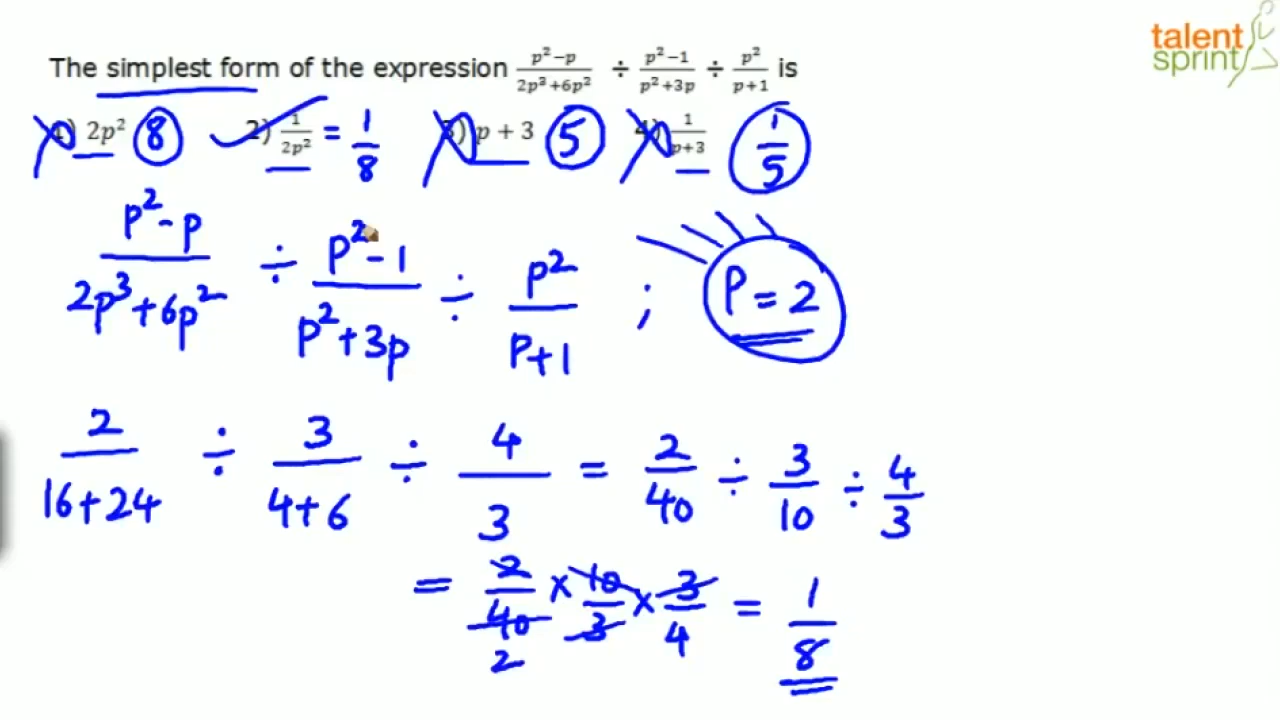 talent
sprint
The simplest form of the expression (p²−p)/(2p³+6p²) ÷ (p²−1)/(p²+3p) ÷ p²/(p+1) is
1) 2p² 8 2) 1/(2p²) = 1/8 3) p + 3 5 4) 1/(p+3) 1/5
(p²-p)/(2p³+6p²) ÷ (p²-1)/(p²+3p) ÷ p²/(p+1) ; P = 2
2/(16+24) ÷ 3/(4+6) ÷ 4/3 = 2/40 ÷ 3/10 ÷ 4/3
= 2/40 × 10/3 × 3/4 = 1/8
2